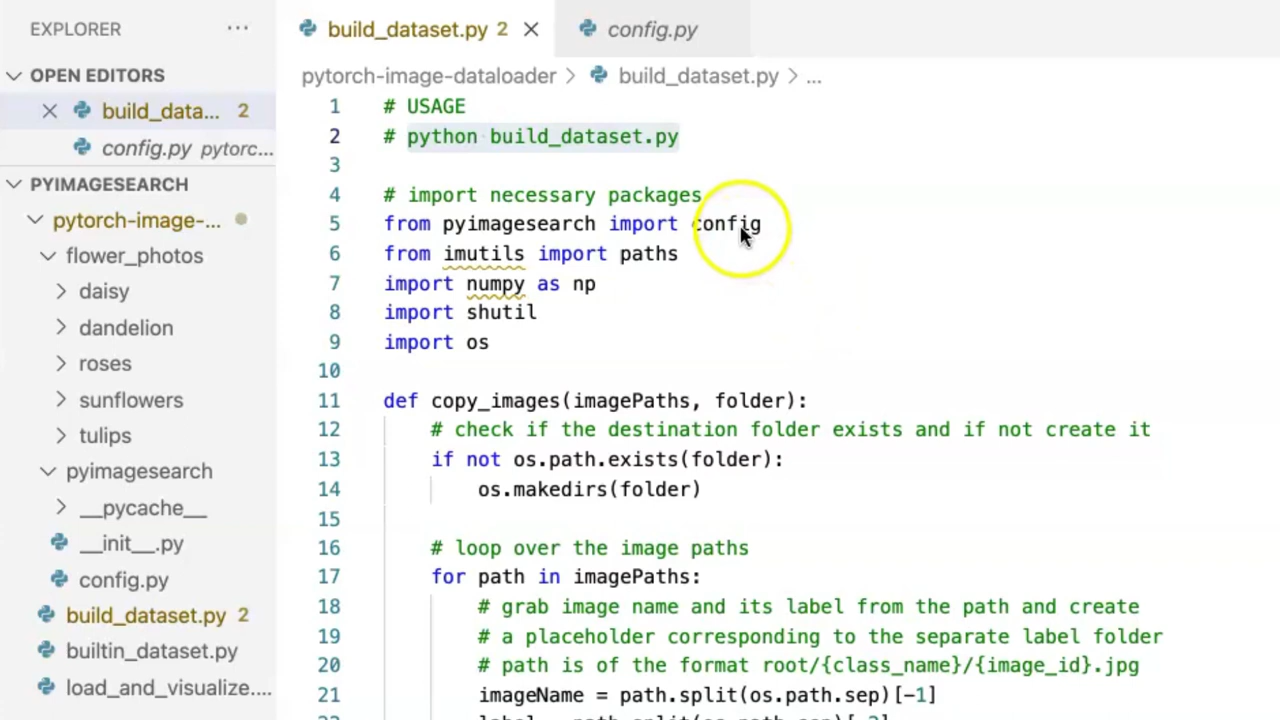 EXPLORER ...
OPEN EDITORS
build_data... 2
config.py pytorc...
PYIMAGESEARCH
pytorch-image-...
flower_photos
daisy
dandelion
roses
sunflowers
tulips
pyimagesearch
__pycache__
__init__.py
config.py
build_dataset.py 2
builtin_dataset.py
load_and_visualize....
build_dataset.py 2
config.py
pytorch-image-dataloader > build_dataset.py > ...
1 # USAGE
2 # python build_dataset.py
3
4 # import necessary packages
5 from pyimagesearch import config
6 from imutils import paths
7 import numpy as np
8 import shutil
9 import os
10
11 def copy_images(imagePaths, folder):
12 # check if the destination folder exists and if not create it
13 if not os.path.exists(folder):
14 os.makedirs(folder)
15
16 # loop over the image paths
17 for path in imagePaths:
18 # grab image name and its label from the path and create
19 # a placeholder corresponding to the separate label folder
20 # path is of the format root/{class_name}/{image_id}.jpg
21 imageName = path.split(os.path.sep)[-1]